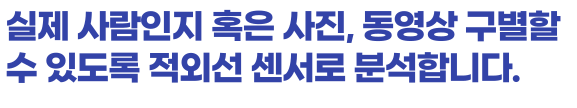 실제 사람인지 혹은 사진, 동영상 구별할
수 있도록 적외선 센서로 분석합니다.